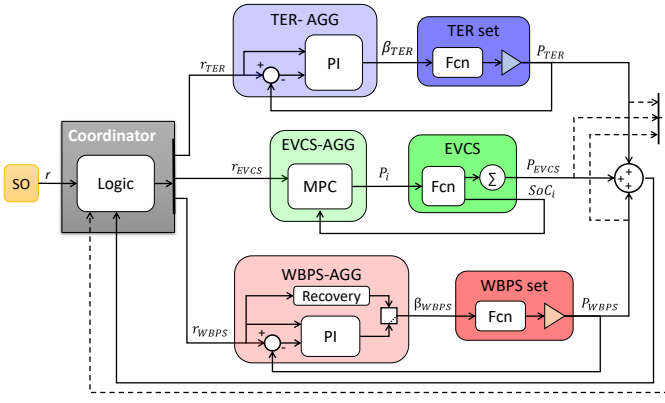 TER- AGG
TER set
r_TER
+
-
PI
β_TER
Fcn
P_TER
Coordinator
SO
r
Logic
EVCS-AGG
EVCS
r_EVCS
MPC
P_i
Fcn
Σ
P_EVCS
SoC_i
+
+
+
WBPS-AGG
WBPS set
Recovery
r_WBPS
+
-
PI
β_WBPS
Fcn
P_WBPS